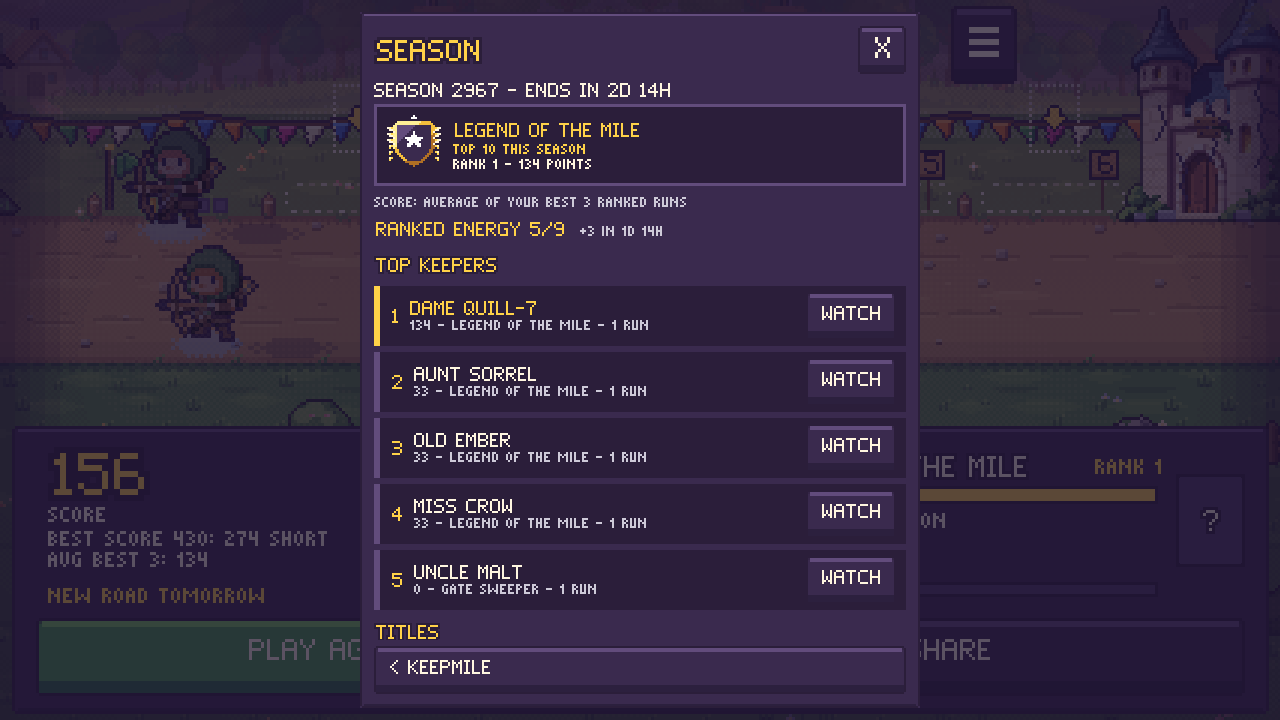 SEASON
X
SEASON 2967 - ENDS IN 2D 14H
LEGEND OF THE MILE
TOP 10 THIS SEASON
RANK 1 - 134 POINTS
SCORE: AVERAGE OF YOUR BEST 3 RANKED RUNS
RANKED ENERGY 5/9 +3 IN 1D 14H
TOP KEEPERS
1 DAME QUILL-7
134 - LEGEND OF THE MILE - 1 RUN
WATCH
2 AUNT SORREL
33 - LEGEND OF THE MILE - 1 RUN
WATCH
3 OLD EMBER
33 - LEGEND OF THE MILE - 1 RUN
WATCH
4 MISS CROW
33 - LEGEND OF THE MILE - 1 RUN
WATCH
5 UNCLE MALT
0 - GATE SWEEPER - 1 RUN
WATCH
TITLES
< KEEPMILE
5
6
156
SCORE
BEST SCORE 430: 274 SHORT
AVG BEST 3: 134
NEW ROAD TOMORROW
PLAY AG
HE MILE
RANK 1
ON
?
HARE